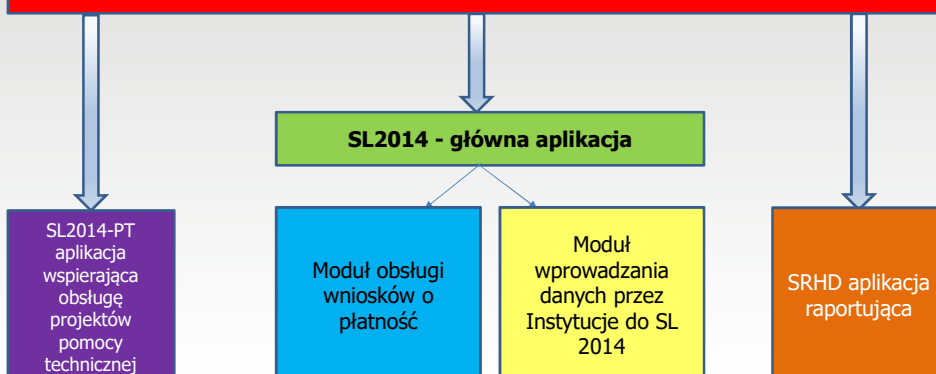 SL2014 - główna aplikacja
SL2014-PT
aplikacja
wspierająca
obsługę
projektów
pomocy
technicznej
Moduł obsługi
wniosków o
płatność
Moduł
wprowadzania
danych przez
Instytucje do SL
2014
SRHD aplikacja
raportująca